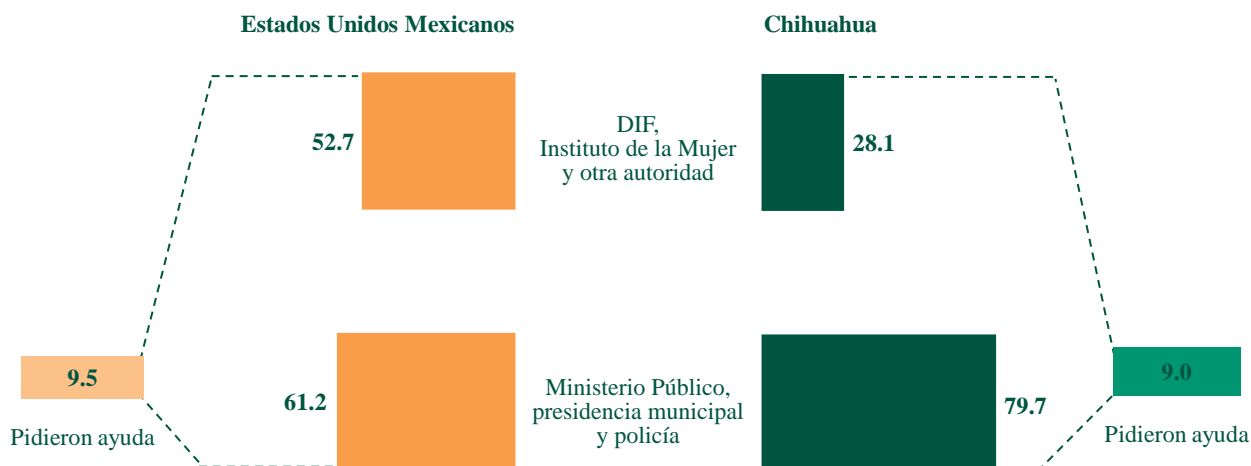 Estados Unidos Mexicanos
Chihuahua
52.7
DIF,
Instituto de la Mujer
y otra autoridad
28.1
9.5
Pidieron ayuda
61.2
Ministerio Público,
presidencia municipal
y policía
79.7
9.0
Pidieron ayuda